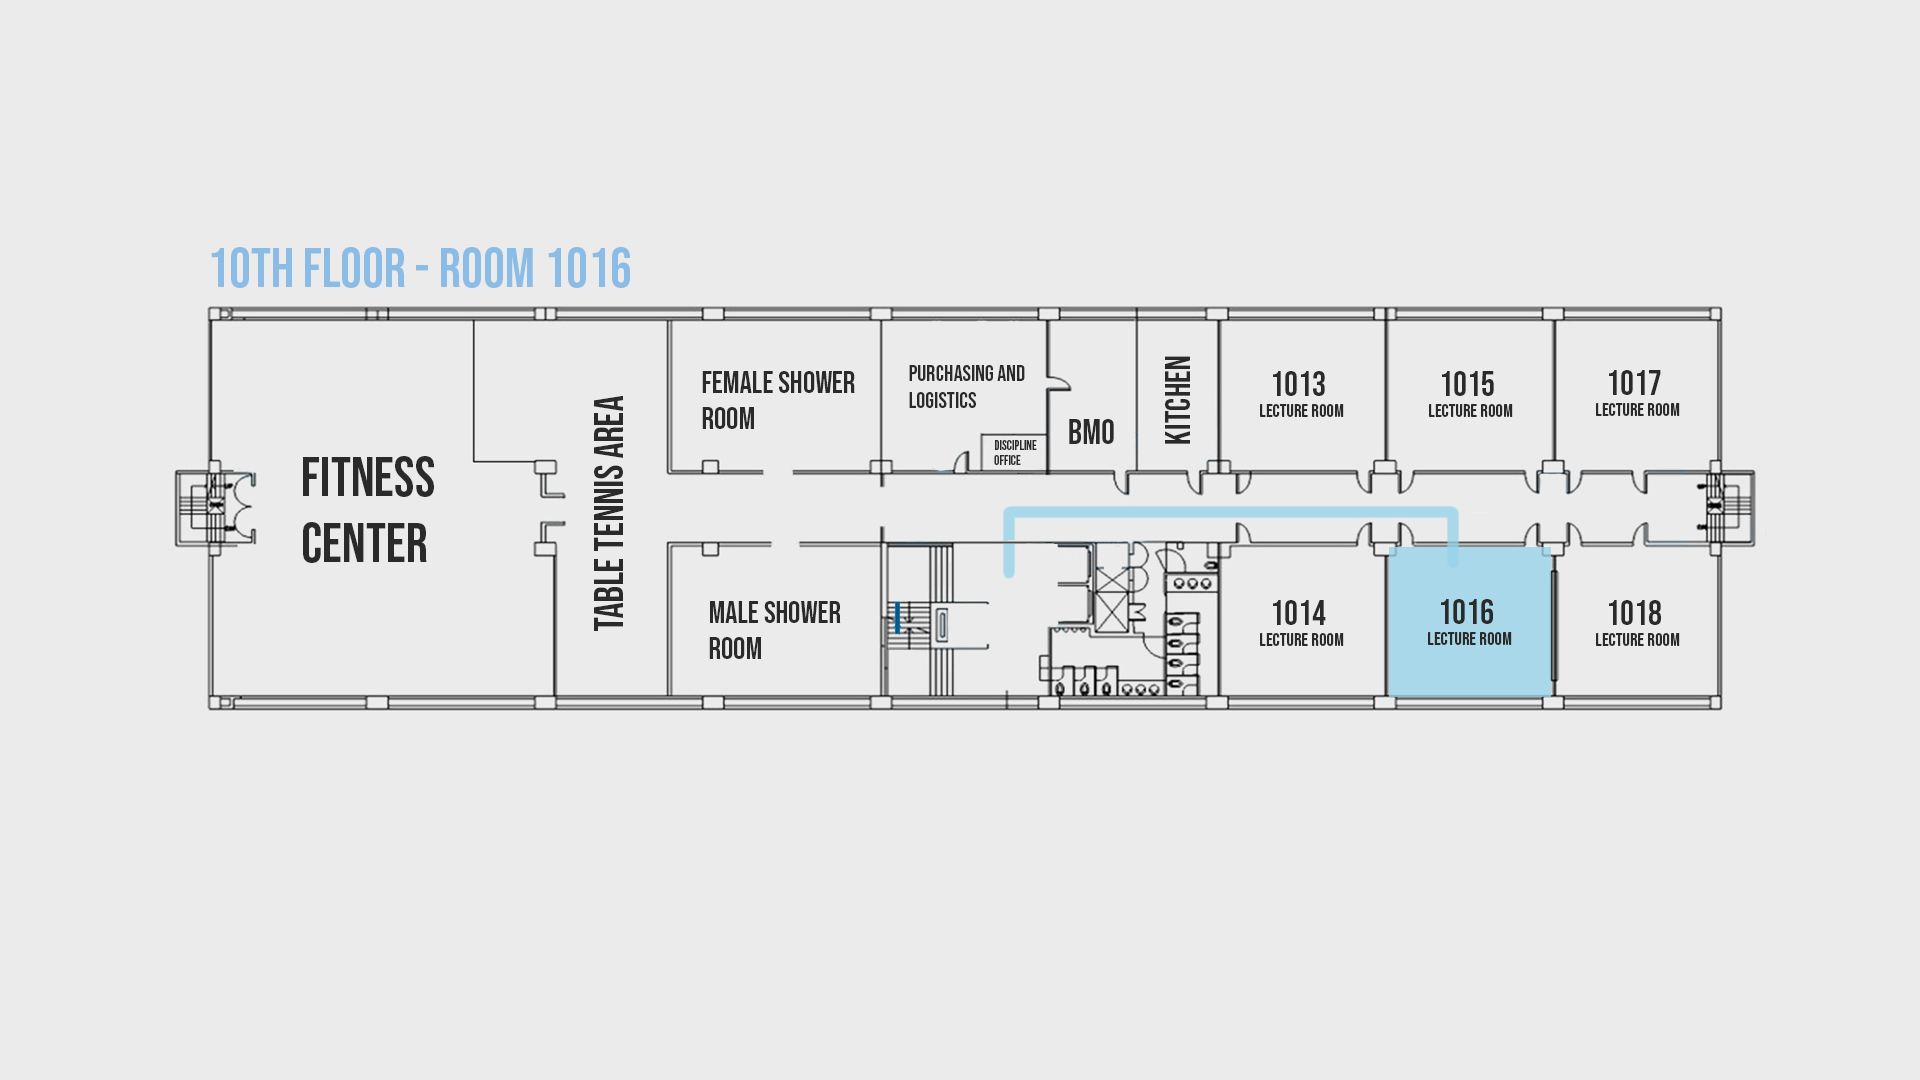 10TH FLOOR - ROOM 1016
FITNESS
CENTER
TABLE TENNIS AREA
FEMALE SHOWER
ROOM
MALE SHOWER
ROOM
PURCHASING AND
LOGISTICS
DISCIPLINE
OFFICE
BMO
KITCHEN
1013
LECTURE ROOM
1015
LECTURE ROOM
1017
LECTURE ROOM
1014
LECTURE ROOM
1016
LECTURE ROOM
1018
LECTURE ROOM